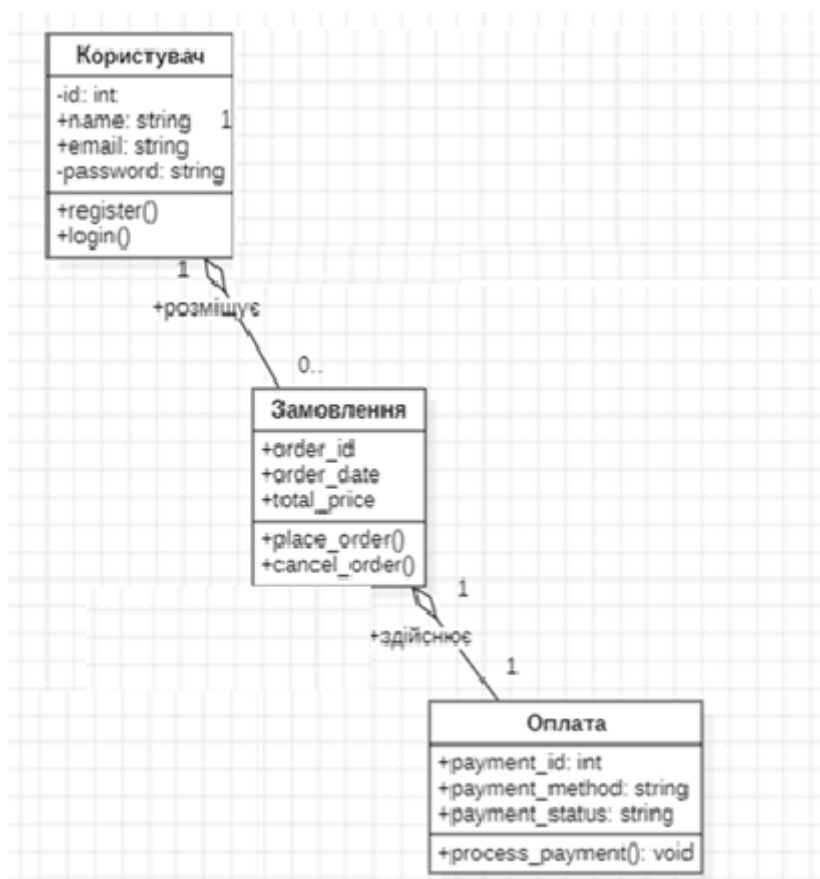 Користувач
-id: int
+name: string 1
+email: string
-password: string
+register()
+login()
1
+розміщує
0..
Замовлення
+order_id
+order_date
+total_price
+place_order()
+cancel_order()
1
+здійснює
1
Оплата
+payment_id: int
+payment_method: string
+payment_status: string
+process_payment(): void